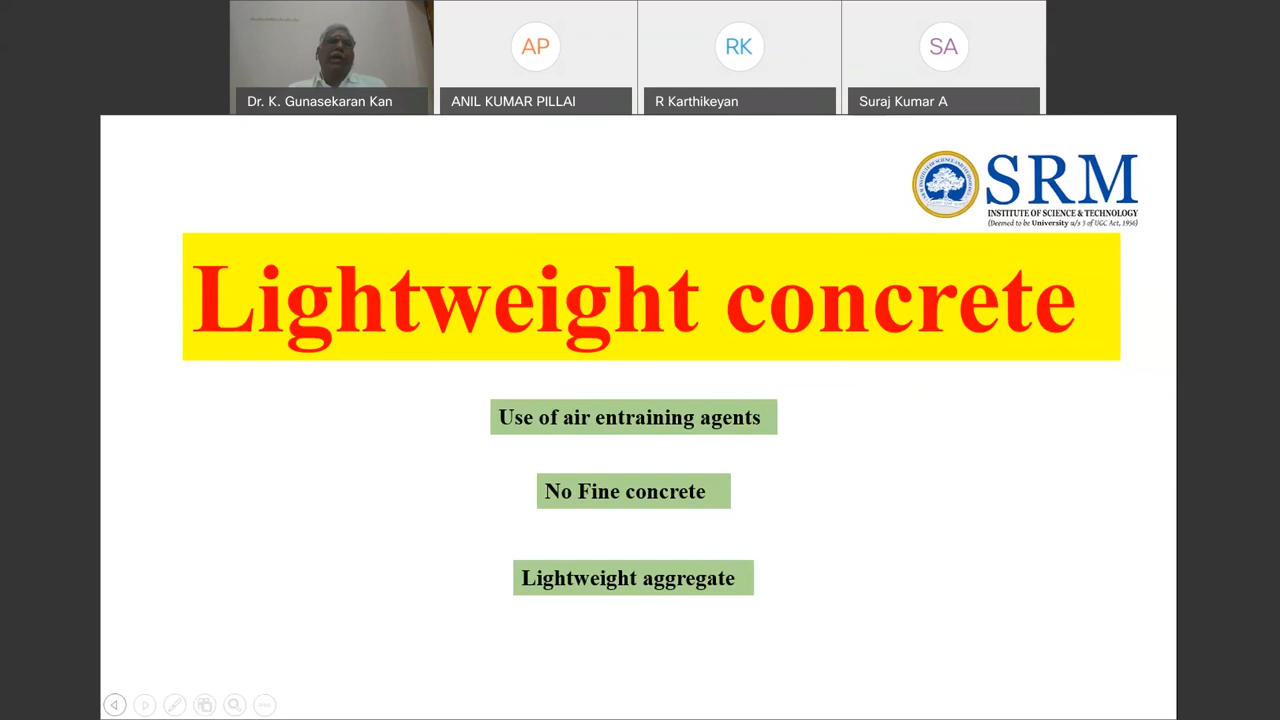 AP
RK
SA
Dr. K. Gunasekaran Kan
ANIL KUMAR PILLAI
R Karthikeyan
Suraj Kumar A
SRM
INSTITUTE OF SCIENCE & TECHNOLOGY
(Deemed to be University u/s 3 of UGC Act, 1956)
Lightweight concrete
Use of air entraining agents
No Fine concrete
Lightweight aggregate